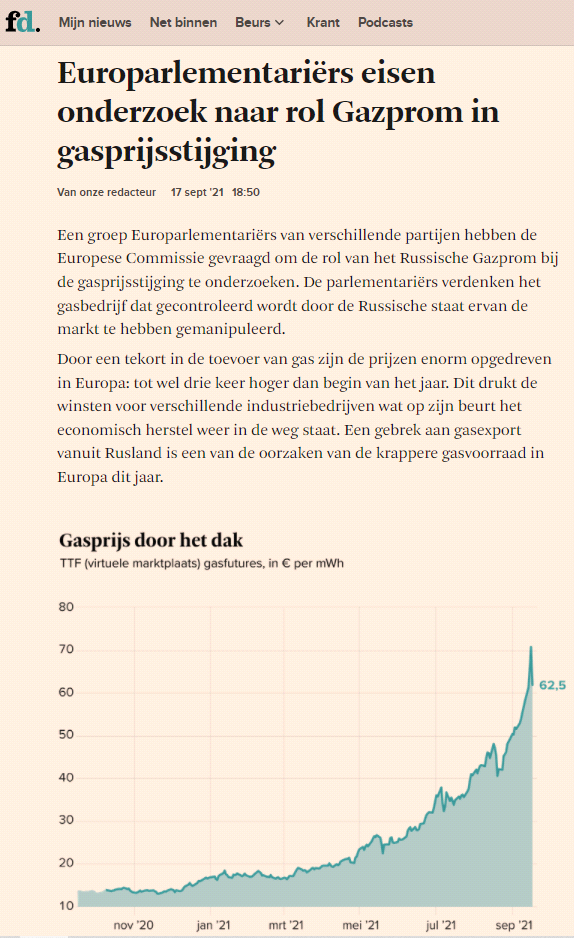 fd. Mijn nieuws Net binnen Beurs Krant Podcasts
Europarlementariërs eisen
onderzoek naar rol Gazprom in
gasprijsstijging
Van onze redacteur 17 sept '21 18:50
Een groep Europarlementariërs van verschillende partijen hebben de
Europese Commissie gevraagd om de rol van het Russische Gazprom bij
de gasprijsstijging te onderzoeken. De parlementariërs verdenken het
gasbedrijf dat gecontroleerd wordt door de Russische staat ervan de
markt te hebben gemanipuleerd.
Door een tekort in de toevoer van gas zijn de prijzen enorm opgedreven
in Europa: tot wel drie keer hoger dan begin van het jaar. Dit drukt de
winsten voor verschillende industriebedrijven wat op zijn beurt het
economisch herstel weer in de weg staat. Een gebrek aan gasexport
vanuit Rusland is een van de oorzaken van de krappere gasvoorraad in
Europa dit jaar.
Gasprijs door het dak
TTF (virtuele marktplaats) gasfutures, in € per mWh
80
70
60
62,5
50
40
30
20
10
nov '20 jan '21 mrt '21 mei '21 jul '21 sep '21